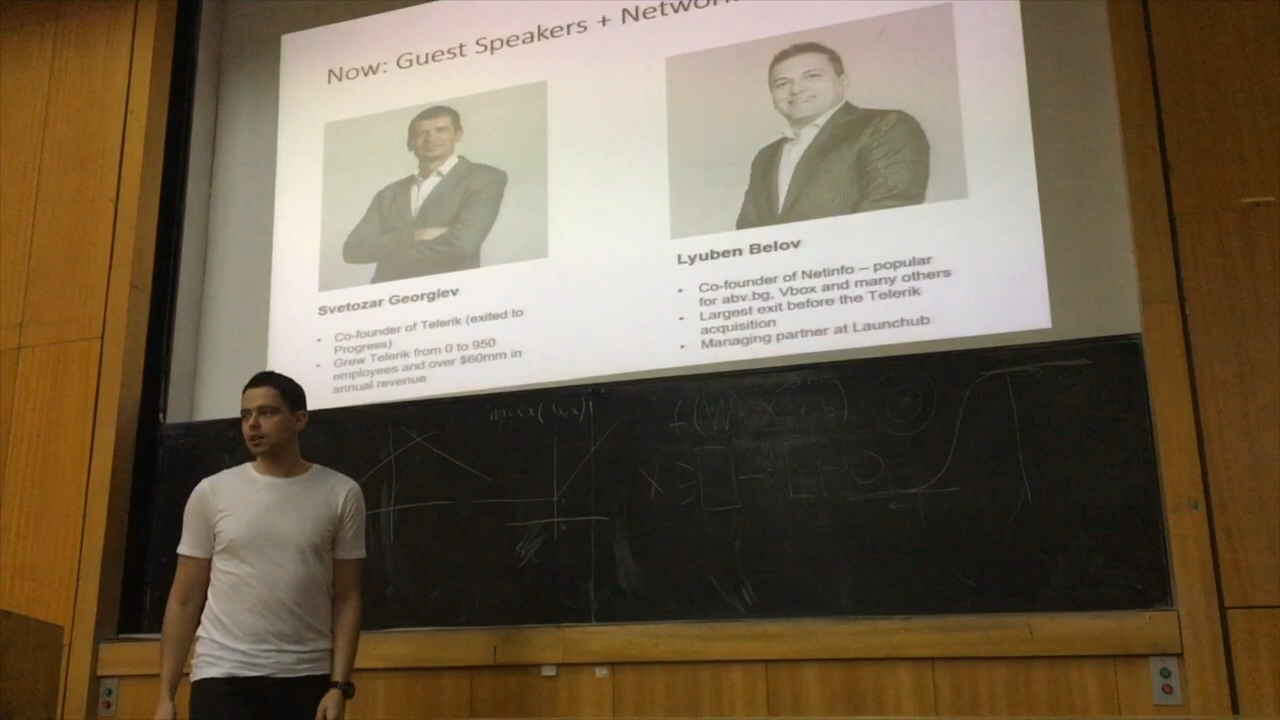 Now: Guest Speakers + Network
Svetozar Georgiev
• Co-founder of Telerik (exited to
Progress)
• Grew Telerik from 0 to 950
employees and over $60mm in
annual revenue
Lyuben Belov
• Co-founder of Netinfo – popular
for abv.bg, Vbox and many others
• Largest exit before the Telerik
acquisition
• Managing partner at Launchub
f(W·X + b)
X